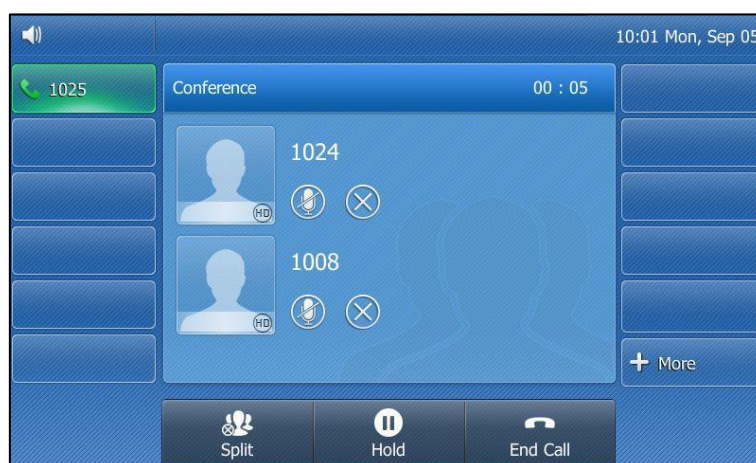 10:01 Mon, Sep 05
1025
Conference 00 : 05
1024
HD
1008
HD
More
Split Hold End Call